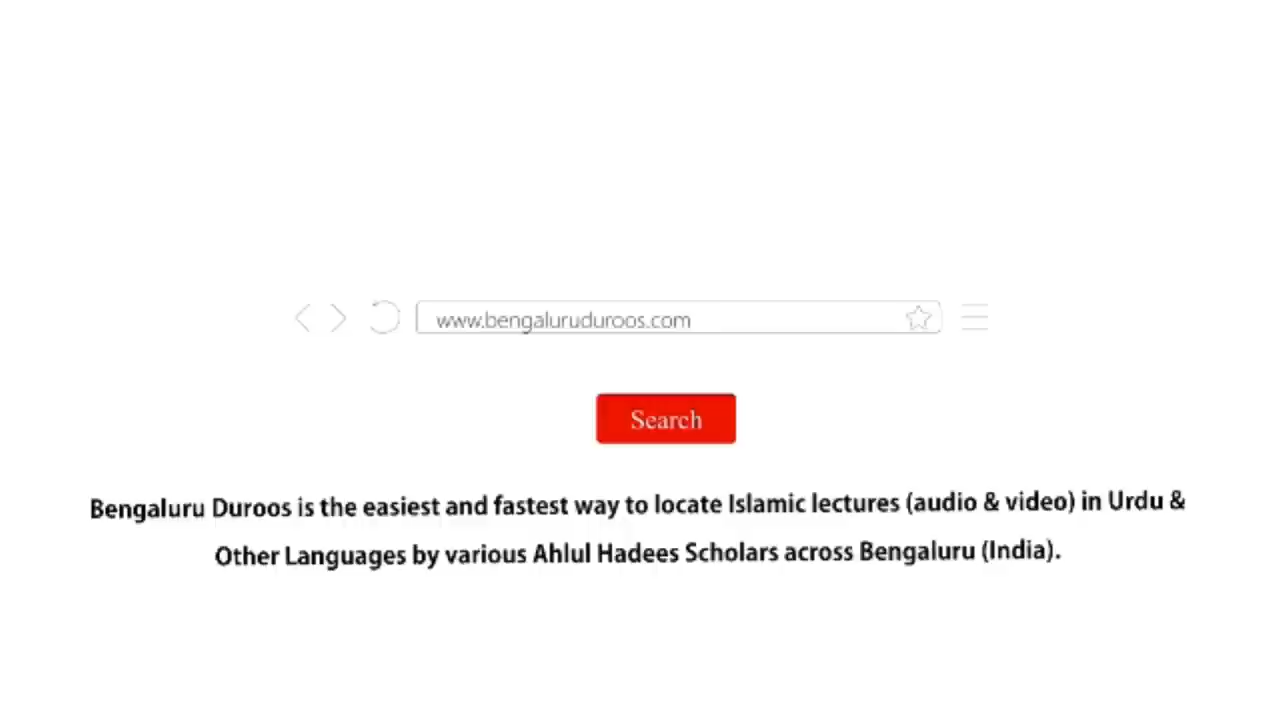 www.bengaluruduroos.com
Search
Bengaluru Duroos is the easiest and fastest way to locate Islamic lectures (audio & video) in Urdu &
Other Languages by various Ahlul Hadees Scholars across Bengaluru (India).